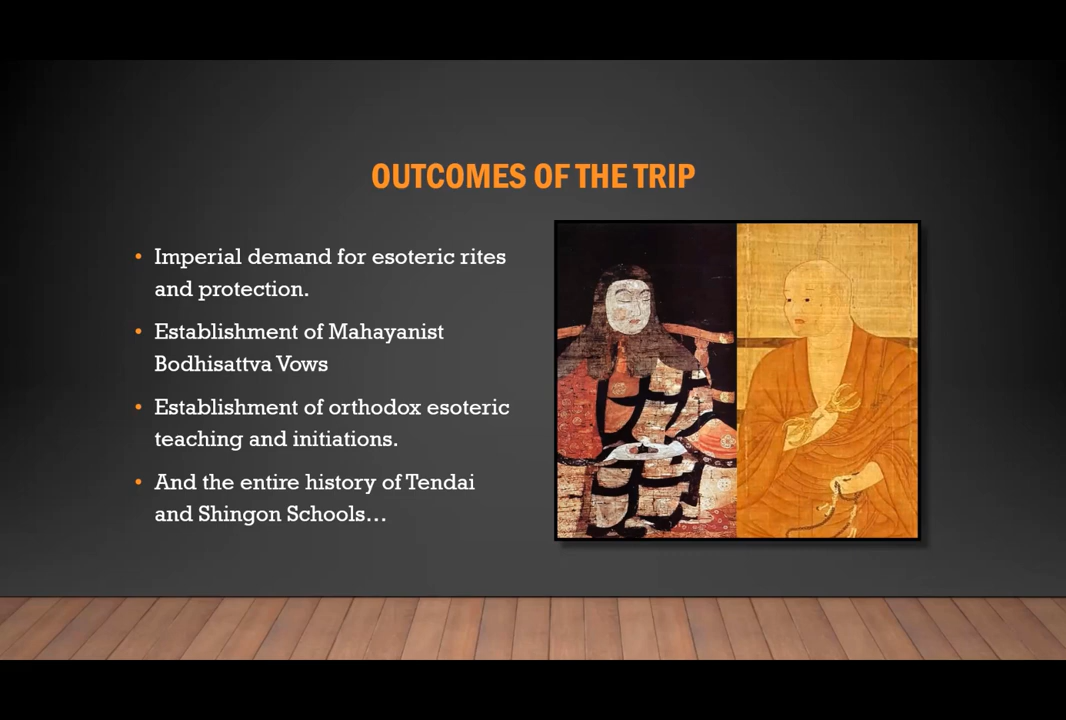 OUTCOMES OF THE TRIP
• Imperial demand for esoteric rites
and protection.
• Establishment of Mahayanist
Bodhisattva Vows
• Establishment of orthodox esoteric
teaching and initiations.
• And the entire history of Tendai
and Shingon Schools…